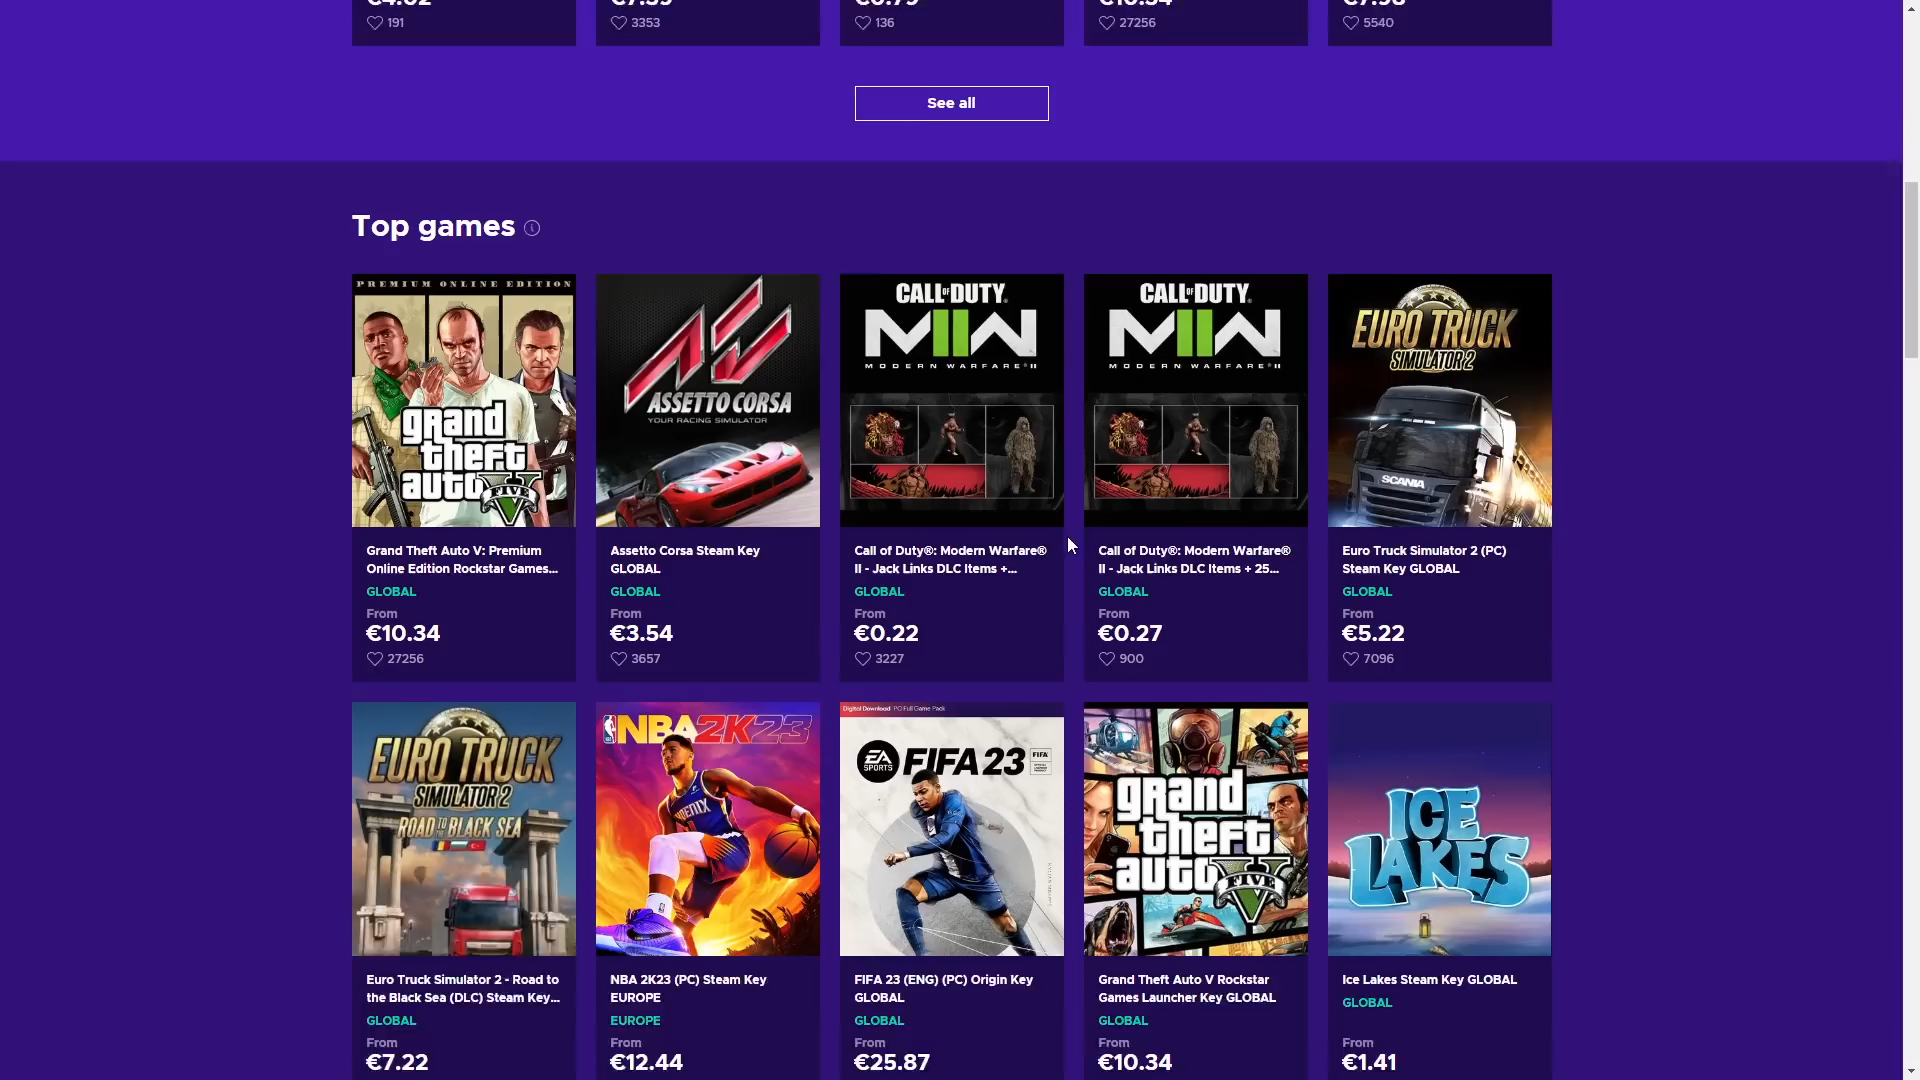 191
3353
136
27256
5540
See all
Top games
PREMIUM ONLINE EDITION
grand
theft
auto
FIVE
ASSETTO CORSA
YOUR RACING SIMULATOR
CALL OF DUTY®
MWII
MODERN WARFARE II
CALL OF DUTY®
MWII
MODERN WARFARE II
EURO TRUCK
SIMULATOR 2
SCANIA
Grand Theft Auto V: Premium
Online Edition Rockstar Games...
GLOBAL
From
€10.34
27256
Assetto Corsa Steam Key
GLOBAL
GLOBAL
From
€3.54
3657
Call of Duty®: Modern Warfare®
II - Jack Links DLC Items +...
GLOBAL
From
€0.22
3227
Call of Duty®: Modern Warfare®
II - Jack Links DLC Items + 25...
GLOBAL
From
€0.27
900
Euro Truck Simulator 2 (PC)
Steam Key GLOBAL
GLOBAL
From
€5.22
7096
EURO TRUCK
SIMULATOR 2
ROAD TO THE BLACK SEA
NBA 2K23
Digital Download PC Full Game Pack
EA SPORTS
FIFA 23
FIFA
grand
theft
auto
FIVE
ICE
LAKES
Euro Truck Simulator 2 - Road to
the Black Sea (DLC) Steam Key...
GLOBAL
From
€7.22
NBA 2K23 (PC) Steam Key
EUROPE
EUROPE
From
€12.44
FIFA 23 (ENG) (PC) Origin Key
GLOBAL
GLOBAL
From
€25.87
Grand Theft Auto V Rockstar
Games Launcher Key GLOBAL
GLOBAL
From
€10.34
Ice Lakes Steam Key GLOBAL
GLOBAL
From
€1.41